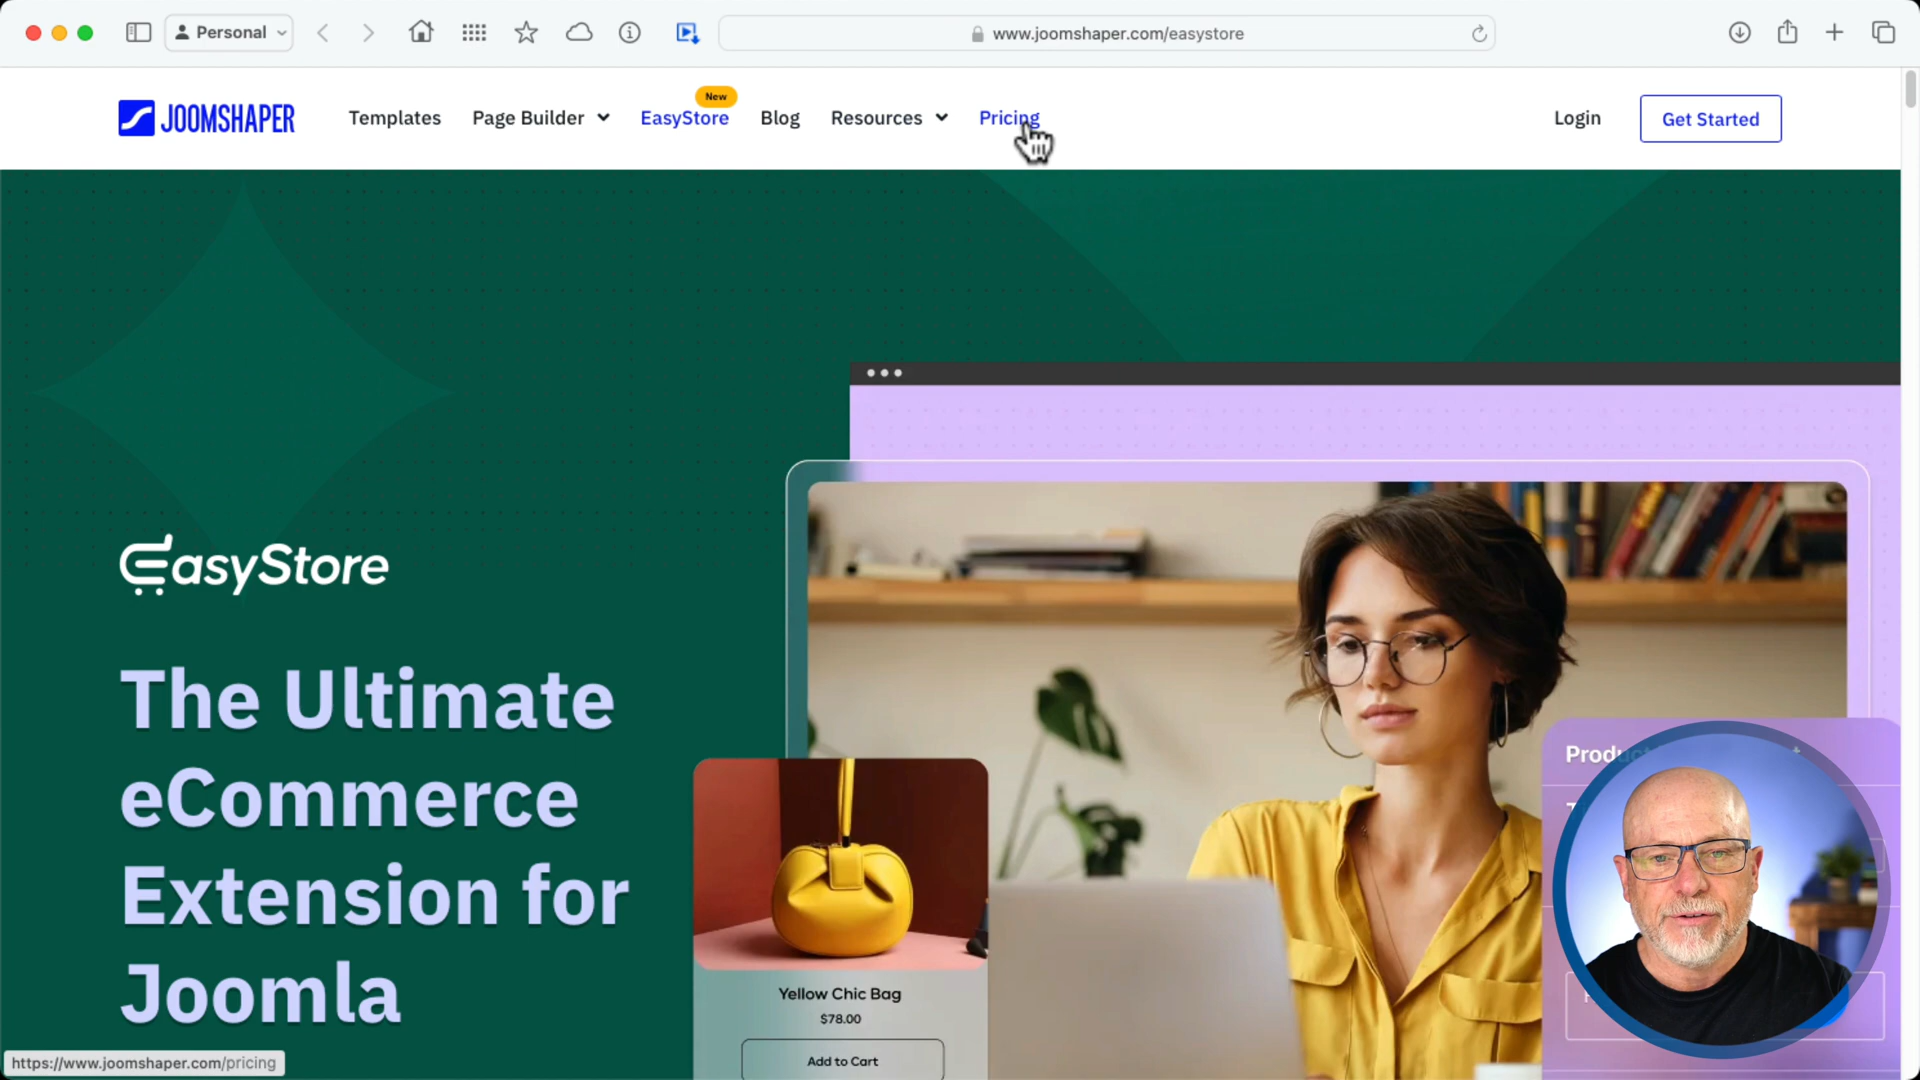 Personal
www.joomshaper.com/easystore
JOOMSHAPER
Templates
Page Builder
EasyStore
New
Blog
Resources
Pricing
Login
Get Started
EasyStore
The Ultimate
eCommerce
Extension for
Joomla
Yellow Chic Bag
$78.00
Add to Cart
https://www.joomshaper.com/pricing